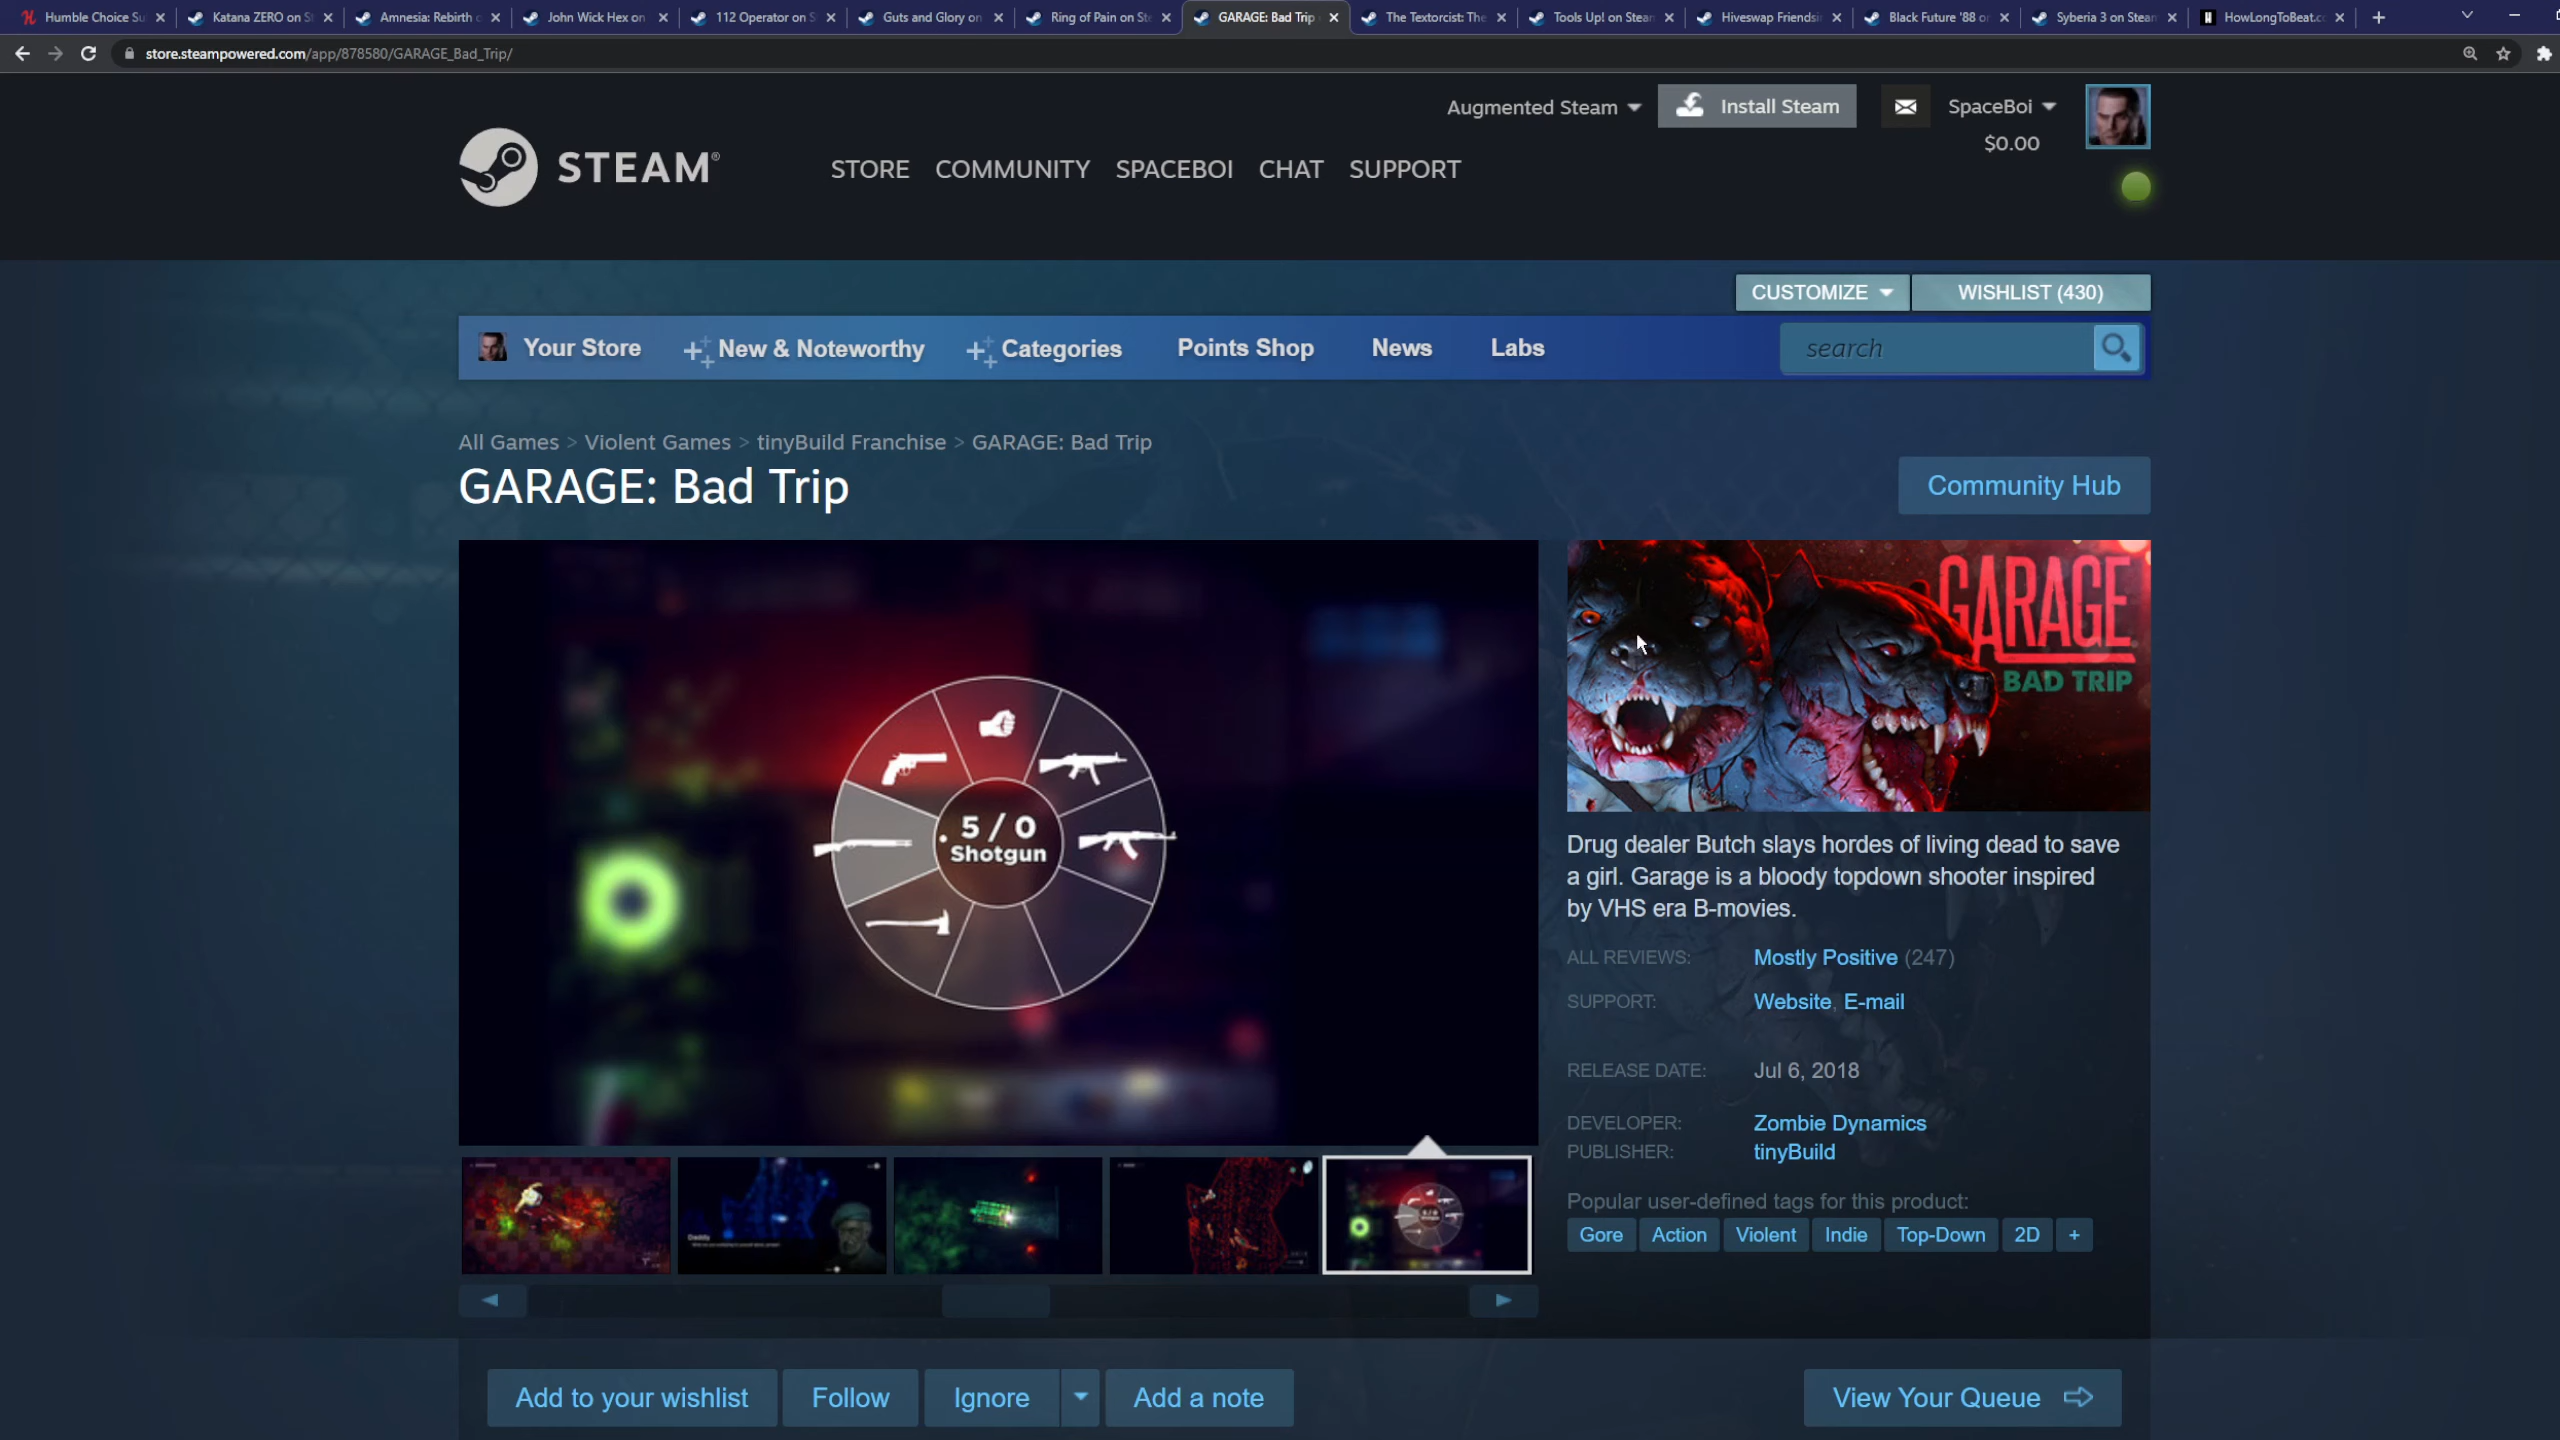 Humble Choice Su
Katana ZERO on S
Amnesia: Rebirth
John Wick Hex on
112 Operator on S
Guts and Glory on
Ring of Pain on Ste
GARAGE: Bad Trip
The Textorcist: The
Tools Up! on Steam
Hiveswap Friendsi
Black Future '88 o
Syberia 3 on Stean
HowLongToBeat.c
store.steampowered.com/app/878580/GARAGE_Bad_Trip/
Augmented Steam
Install Steam
SpaceBoi
$0.00
STEAM®
STORE COMMUNITY SPACEBOI CHAT SUPPORT
CUSTOMIZE
WISHLIST (430)
Your Store
New & Noteworthy
Categories
Points Shop
News
Labs
search
All Games > Violent Games > tinyBuild Franchise > GARAGE: Bad Trip
GARAGE: Bad Trip
Community Hub
5 / 0
Shotgun
GARAGE
BAD TRIP
Drug dealer Butch slays hordes of living dead to save
a girl. Garage is a bloody topdown shooter inspired
by VHS era B-movies.
ALL REVIEWS: Mostly Positive (247)
SUPPORT: Website, E-mail
RELEASE DATE: Jul 6, 2018
DEVELOPER: Zombie Dynamics
PUBLISHER: tinyBuild
Popular user-defined tags for this product:
Gore Action Violent Indie Top-Down 2D +
Daddy
Add to your wishlist
Follow
Ignore
Add a note
View Your Queue